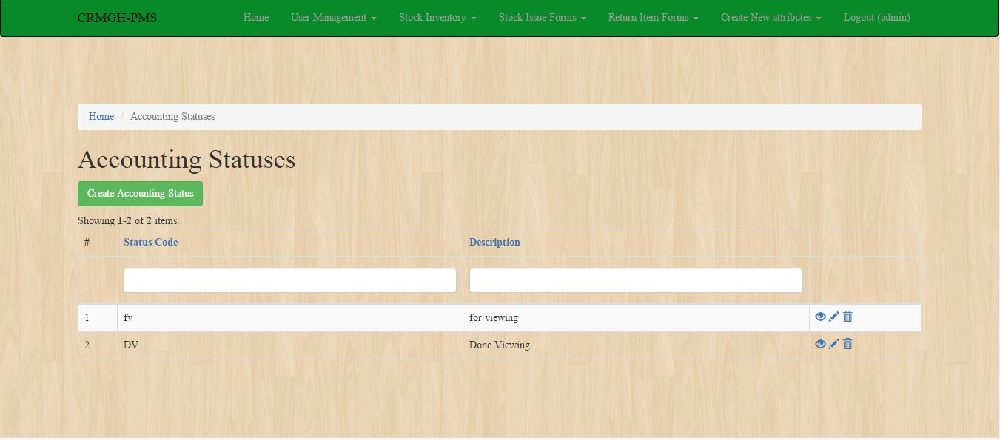 CRMGH-PMS Home User Management Stock Inventory Stock Issue Forms Return Item Forms Create New attributes Logout (admin)
Home / Accounting Statuses
Accounting Statuses
Create Accounting Status
Showing 1-2 of 2 items.
# Status Code Description
1 fv for viewing
2 DV Done Viewing